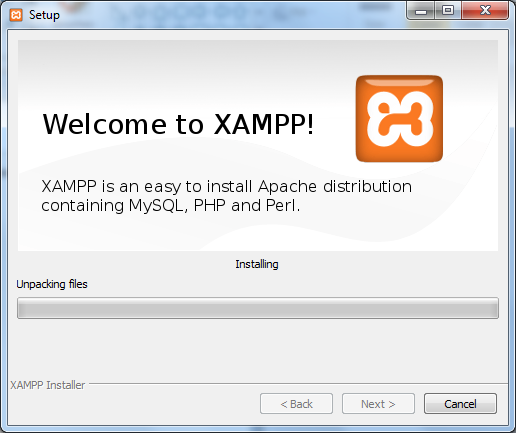 Setup
Welcome to XAMPP!
XAMPP is an easy to install Apache distribution
containing MySQL, PHP and Perl.
Installing
Unpacking files
XAMPP Installer
< Back
Next >
Cancel